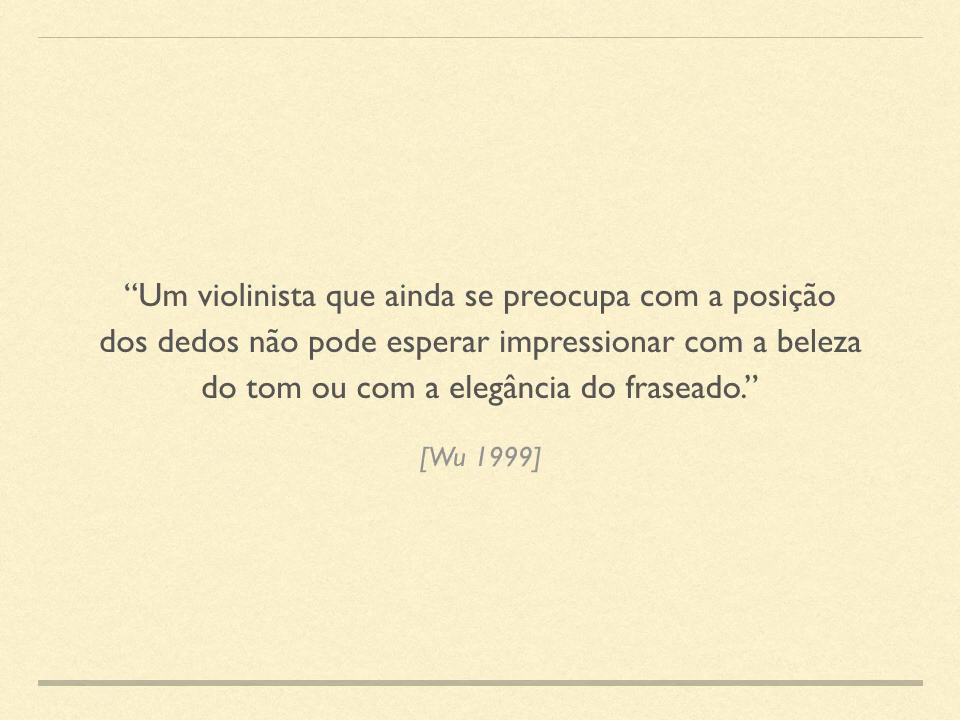 “Um violinista que ainda se preocupa com a posição
dos dedos não pode esperar impressionar com a beleza
do tom ou com a elegância do fraseado.”
[Wu 1999]